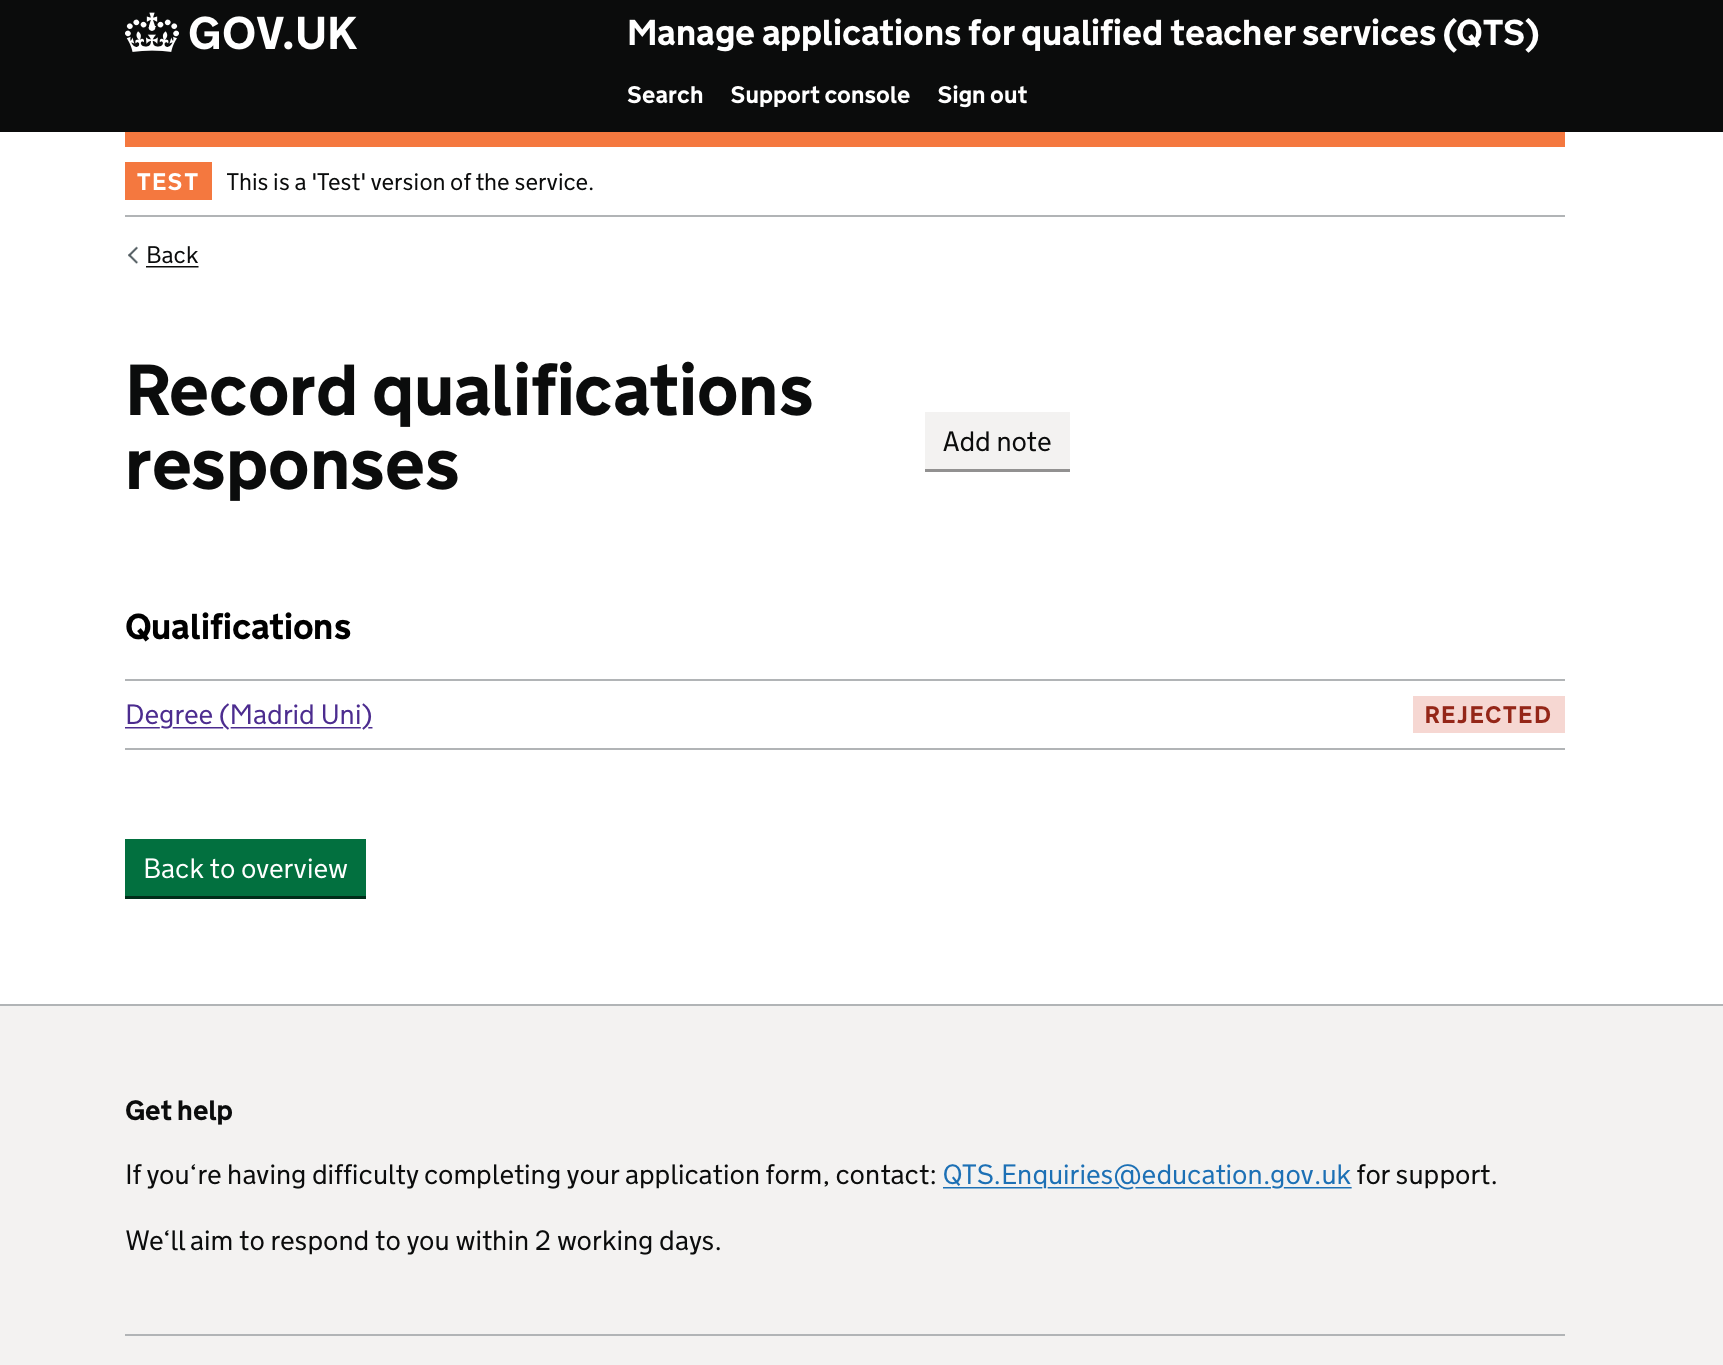 GOV.UK
Manage applications for qualified teacher services (QTS)
Search Support console Sign out
TEST This is a 'Test' version of the service.
Back
Record qualifications
responses
Add note
Qualifications
Degree (Madrid Uni) REJECTED
Back to overview
Get help
If you‘re having difficulty completing your application form, contact: QTS.Enquiries@education.gov.uk for support.
We‘ll aim to respond to you within 2 working days.